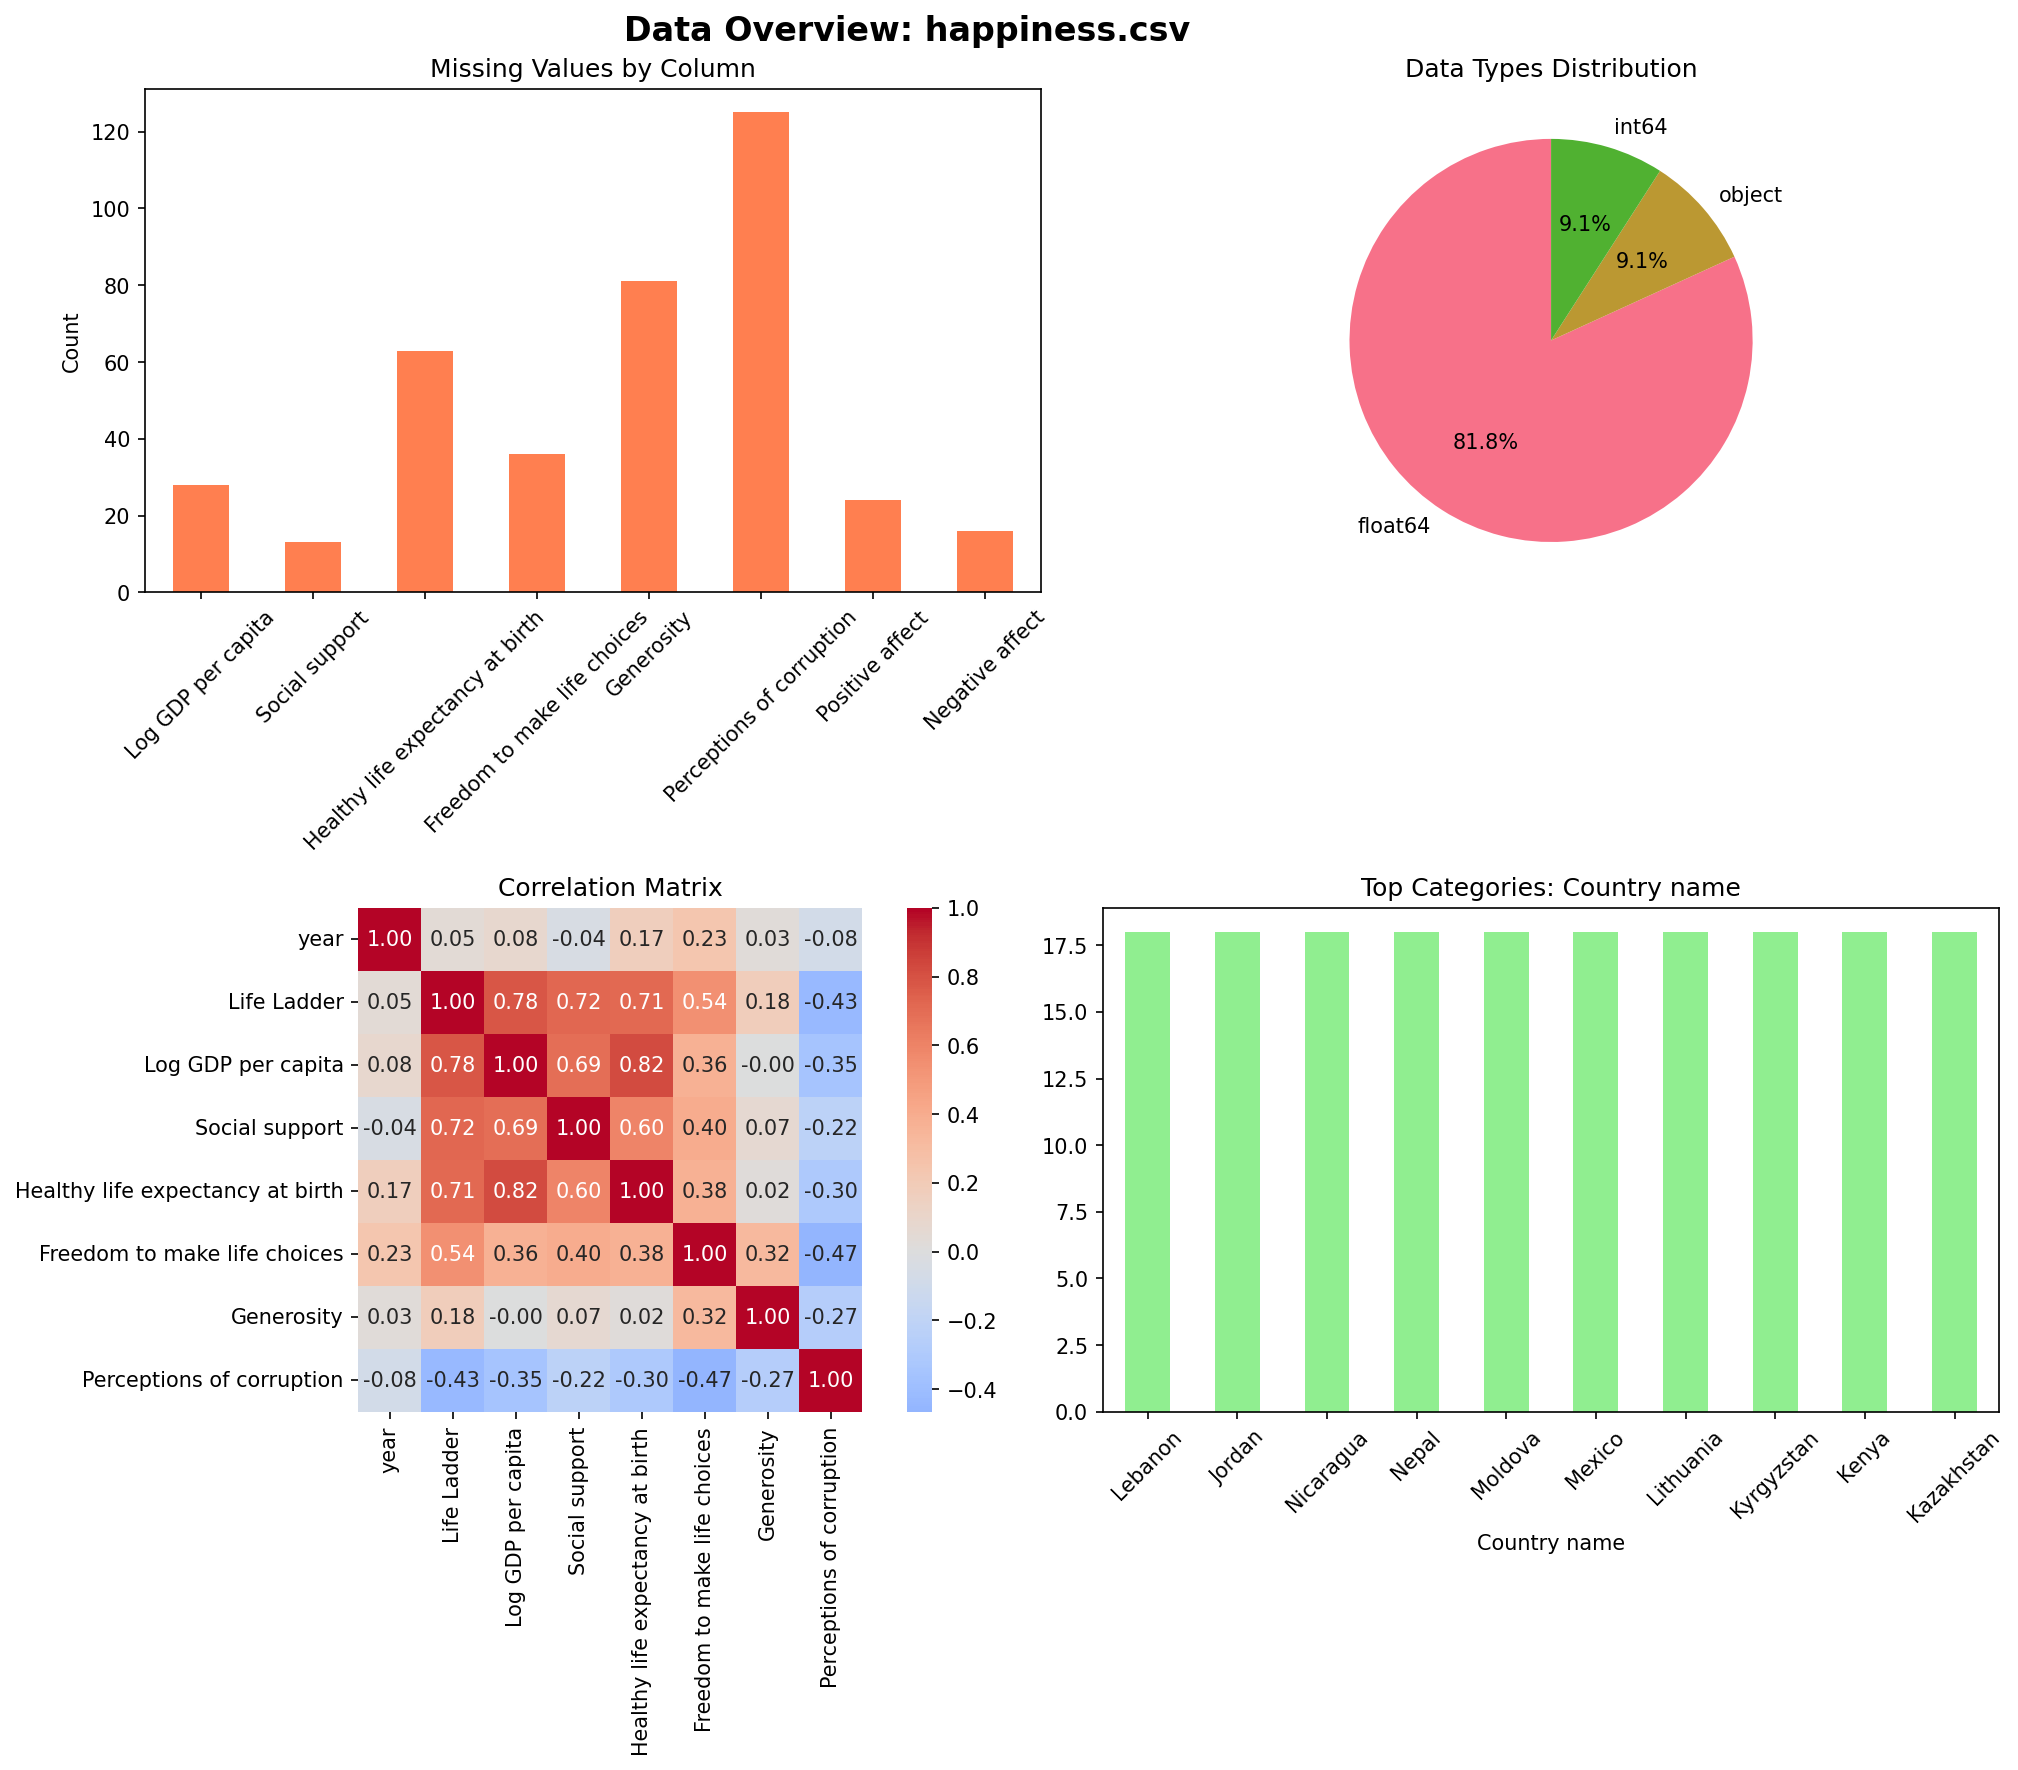 Data Overview: happiness.csv
Missing Values by Column
Count
120
100
80
60
40
20
0
Log GDP per capita
Social support
Healthy life expectancy at birth
Freedom to make life choices
Generosity
Perceptions of corruption
Positive affect
Negative affect
Data Types Distribution
int64
object
9.1%
9.1%
81.8%
float64
Correlation Matrix
year 1.00 0.05 0.08 -0.04 0.17 0.23 0.03 -0.08
Life Ladder 0.05 1.00 0.78 0.72 0.71 0.54 0.18 -0.43
Log GDP per capita 0.08 0.78 1.00 0.69 0.82 0.36 -0.00 -0.35
Social support -0.04 0.72 0.69 1.00 0.60 0.40 0.07 -0.22
Healthy life expectancy at birth 0.17 0.71 0.82 0.60 1.00 0.38 0.02 -0.30
Freedom to make life choices 0.23 0.54 0.36 0.40 0.38 1.00 0.32 -0.47
Generosity 0.03 0.18 -0.00 0.07 0.02 0.32 1.00 -0.27
Perceptions of corruption -0.08 -0.43 -0.35 -0.22 -0.30 -0.47 -0.27 1.00
year
Life Ladder
Log GDP per capita
Social support
Healthy life expectancy at birth
Freedom to make life choices
Generosity
Perceptions of corruption
1.0
0.8
0.6
0.4
0.2
0.0
−0.2
−0.4
Top Categories: Country name
17.5
15.0
12.5
10.0
7.5
5.0
2.5
0.0
Lebanon
Jordan
Nicaragua
Nepal
Moldova
Mexico
Lithuania
Kyrgyzstan
Kenya
Kazakhstan
Country name